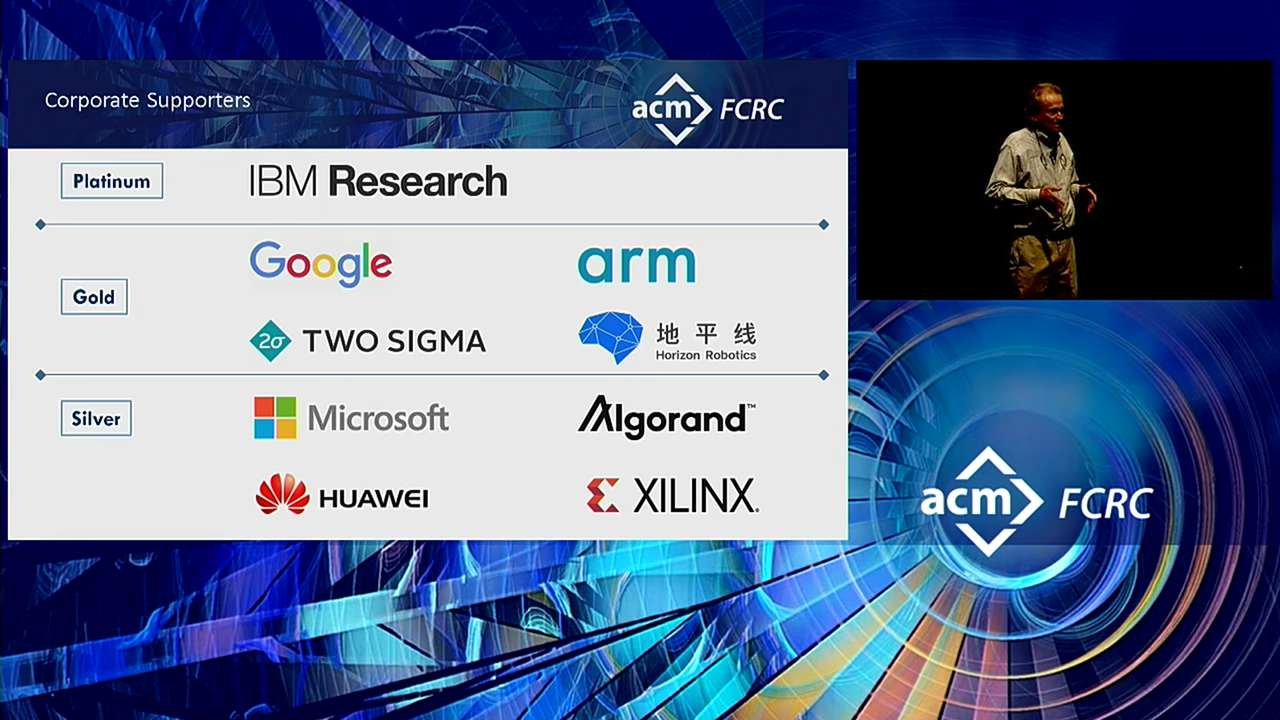 Corporate Supporters
acm FCRC
Platinum
IBM Research
Gold
Google
arm
2σ TWO SIGMA
地平线
Horizon Robotics
Silver
Microsoft
Algorand™
HUAWEI
XILINX®
acm FCRC